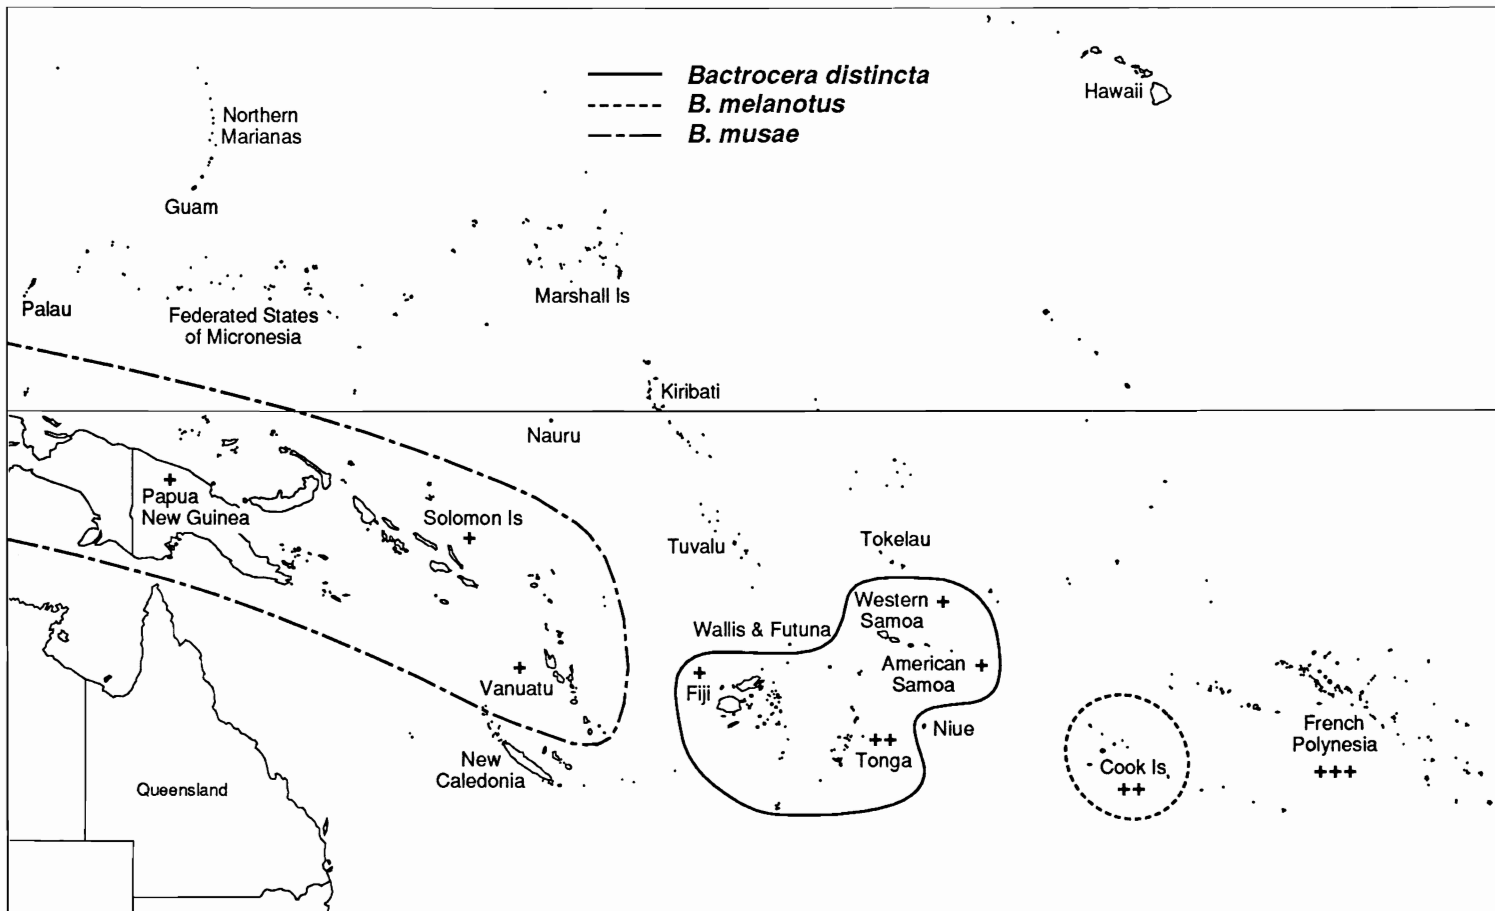 Bactrocera distincta
B. melanotus
B. musae
Hawaii
Northern
Marianas
Guam
Palau
Federated States
of Micronesia
Marshall Is
Kiribati
Nauru
+
Papua
New Guinea
Solomon Is
+
Tuvalu
Tokelau
Western +
Samoa
Wallis & Futuna
American +
Samoa
+
Vanuatu
+
Fiji
Niue
++
Tonga
French
Polynesia
+++
New
Caledonia
Cook Is
++
Queensland